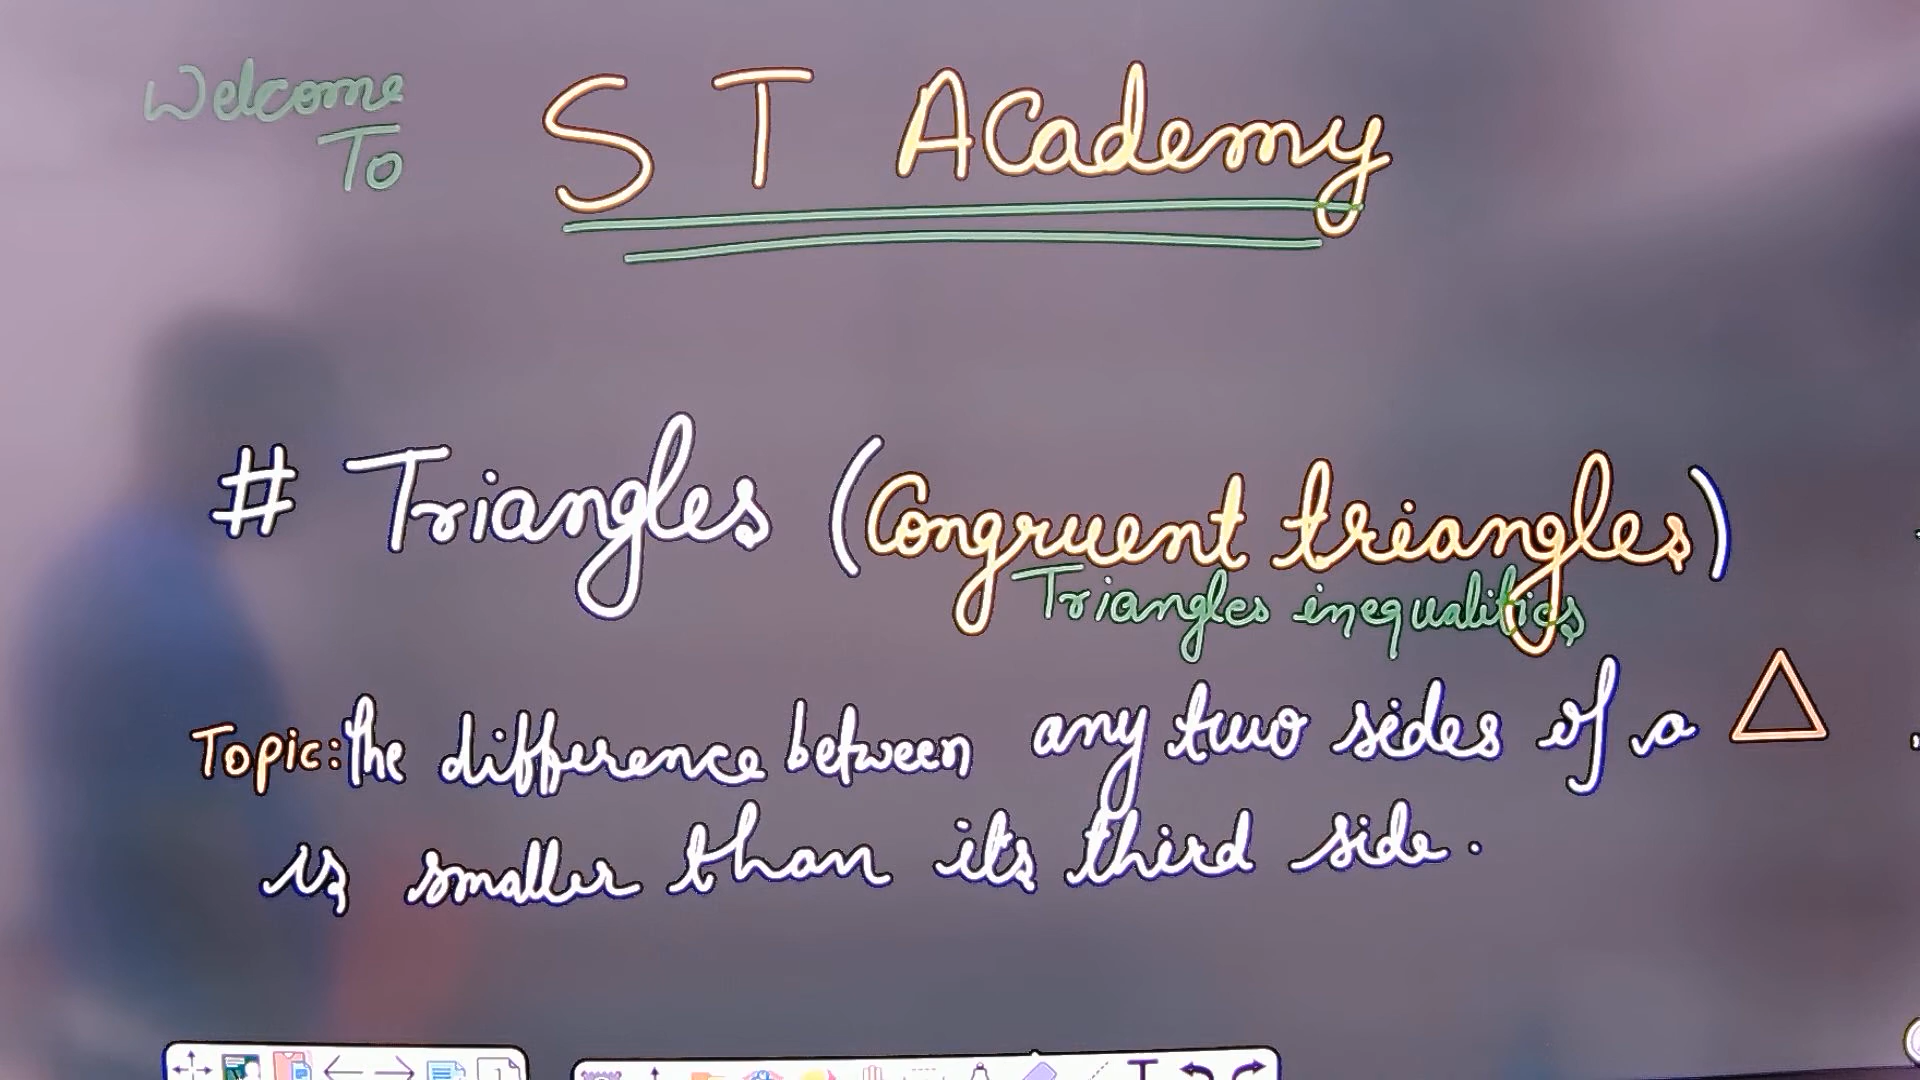 Welcome
To
S T Academy
# Triangles (Congruent triangles)
Triangles inequalities
Topic: The difference between any two sides of a △
is smaller than its third side.